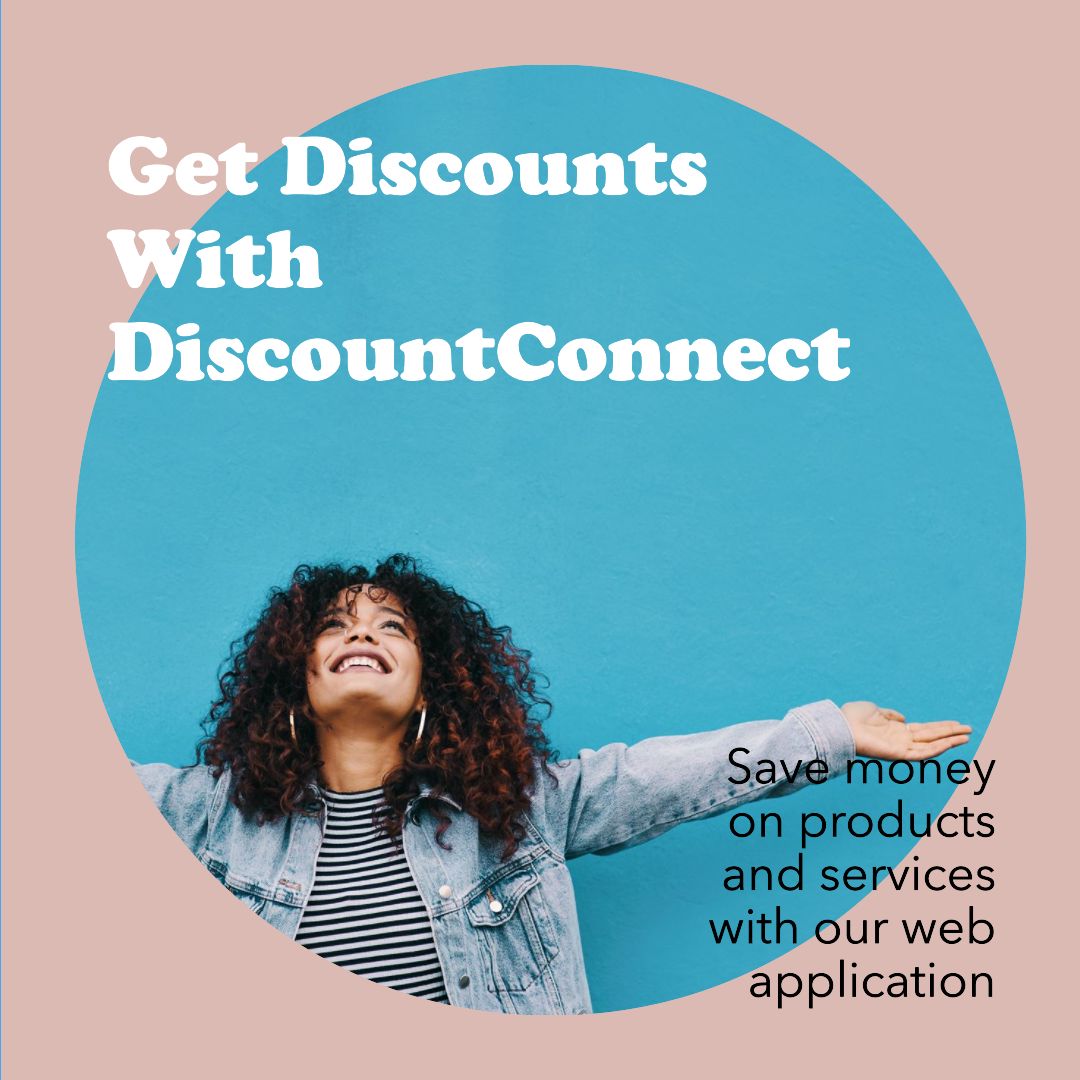 Get Discounts
With
DiscountConnect
Save money
on products
and services
with our web
application